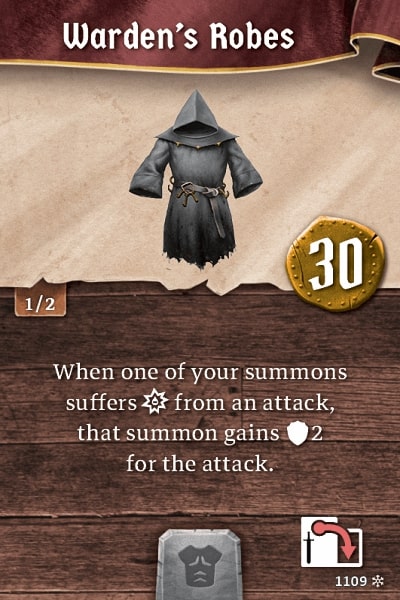 Warden's Robes
30
1/2
When one of your summons
suffers from an attack,
that summon gains 2
for the attack.
1109